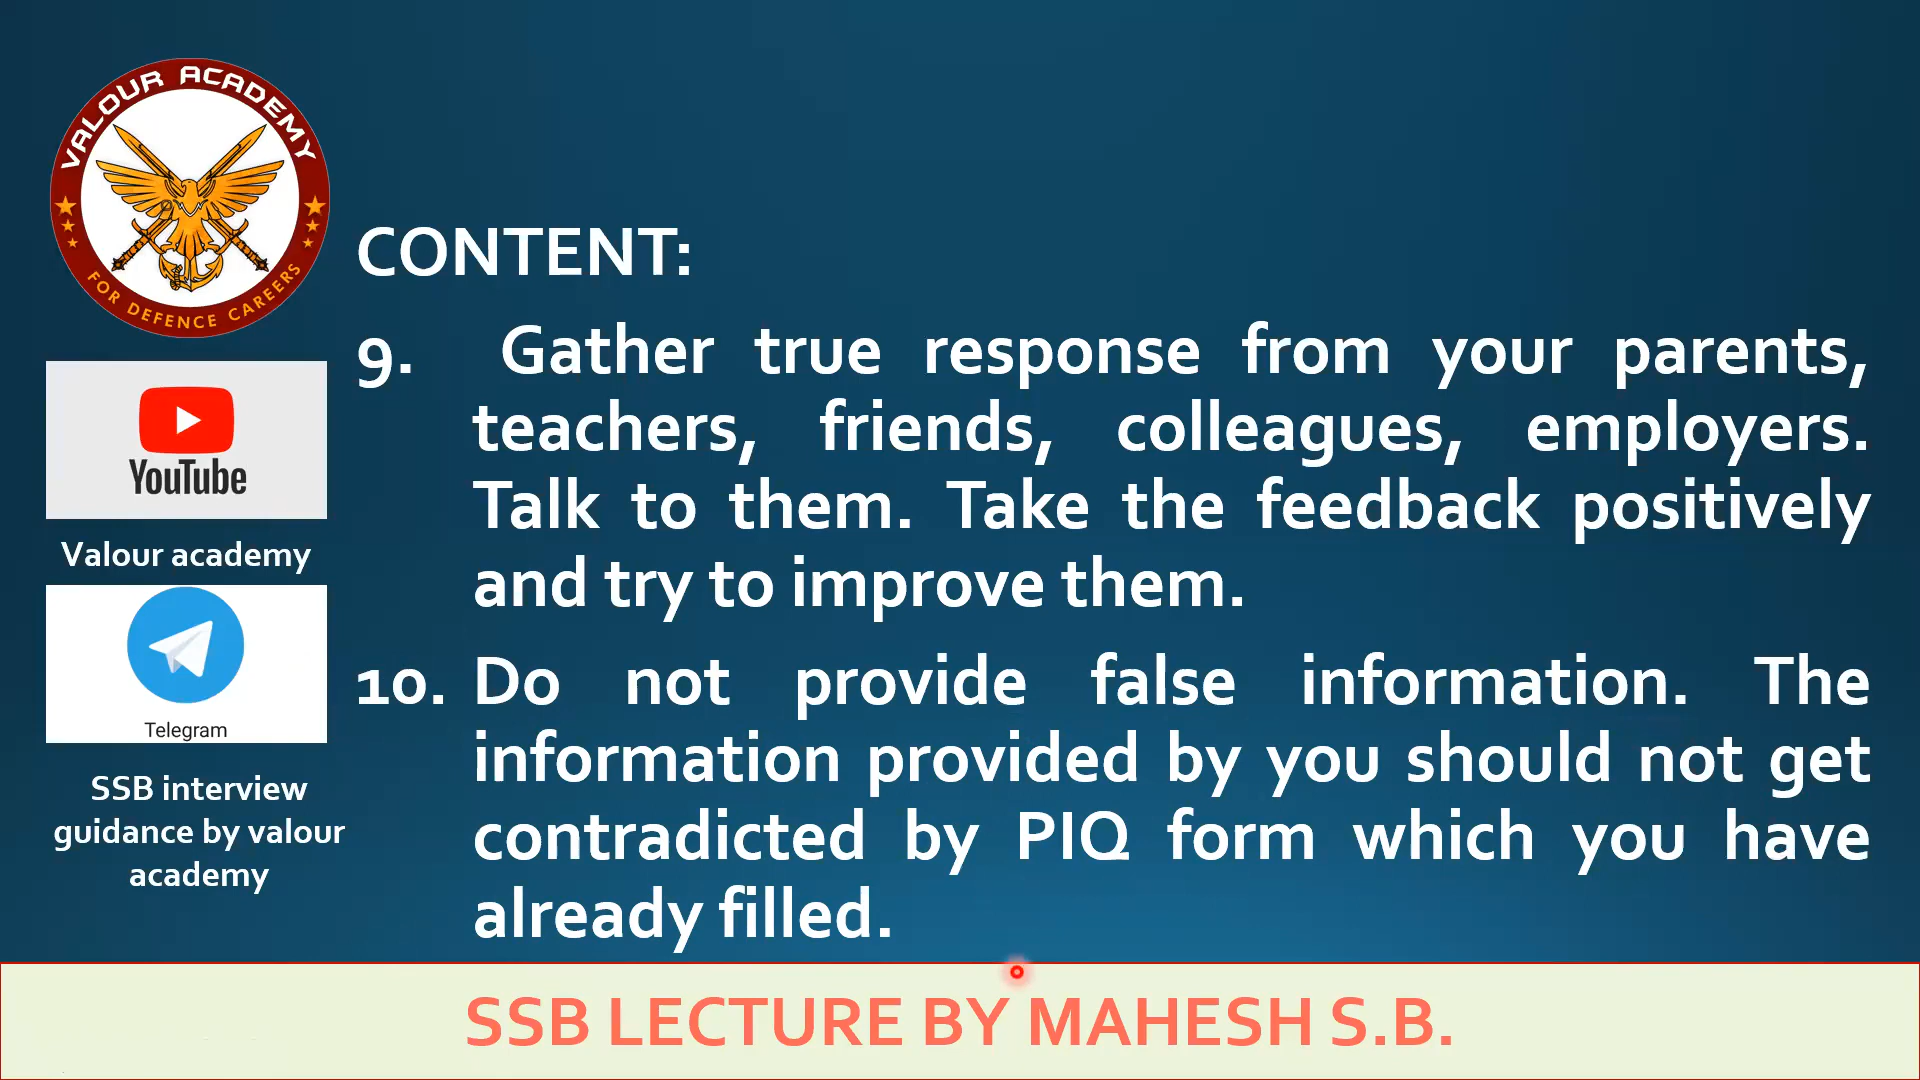 VALOUR ACADEMY
FOR DEFENCE CAREERS
YouTube
Valour academy
Telegram
SSB interview
guidance by valour
academy
CONTENT:
9. Gather true response from your parents,
teachers, friends, colleagues, employers.
Talk to them. Take the feedback positively
and try to improve them.
10. Do not provide false information. The
information provided by you should not get
contradicted by PIQ form which you have
already filled.
SSB LECTURE BY MAHESH S.B.